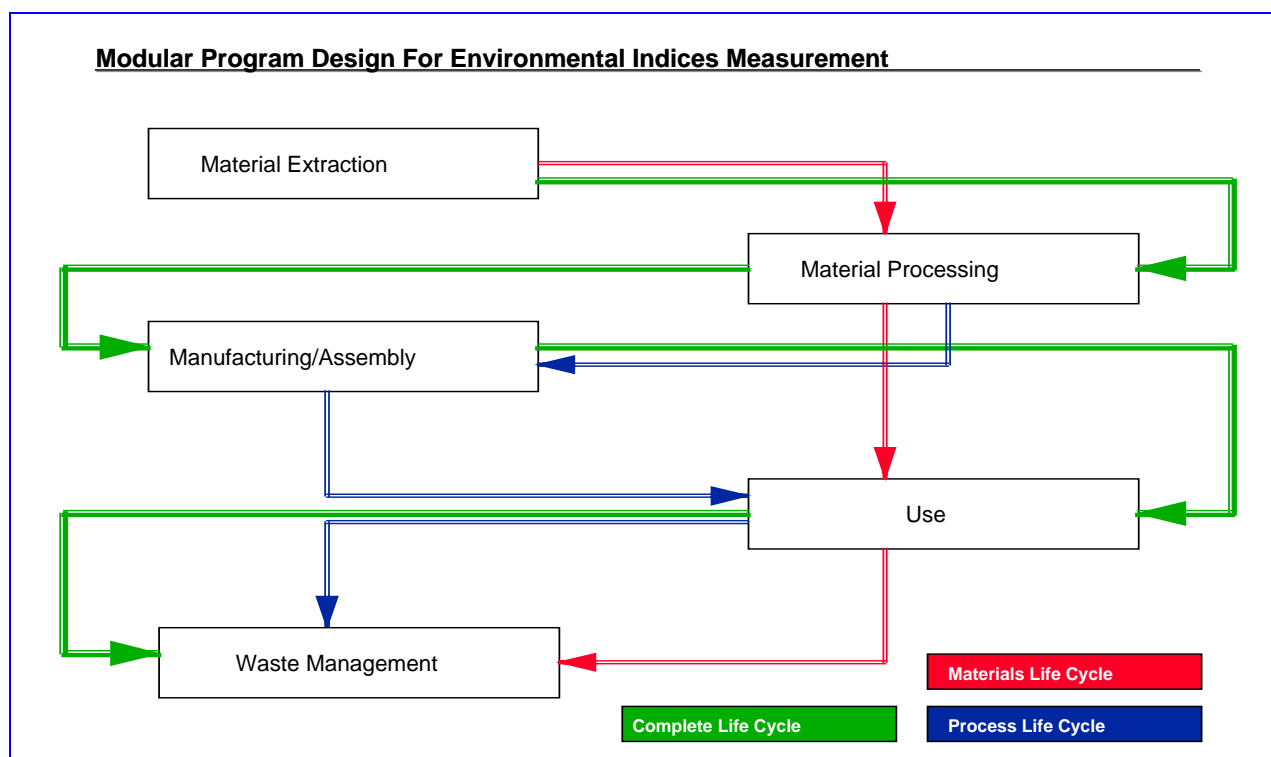 Modular Program Design For Environmental Indices Measurement
Material Extraction
Material Processing
Manufacturing/Assembly
Use
Waste Management
Materials Life Cycle
Complete Life Cycle
Process Life Cycle